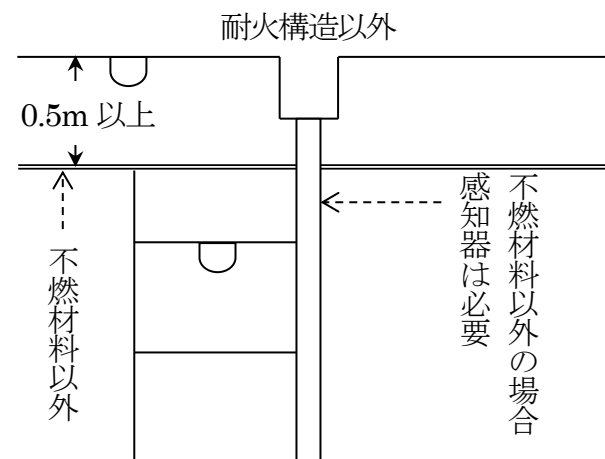 耐火構造以外
0.5m 以上
不燃材料以外
不燃材料以外の場合
感知器は必要